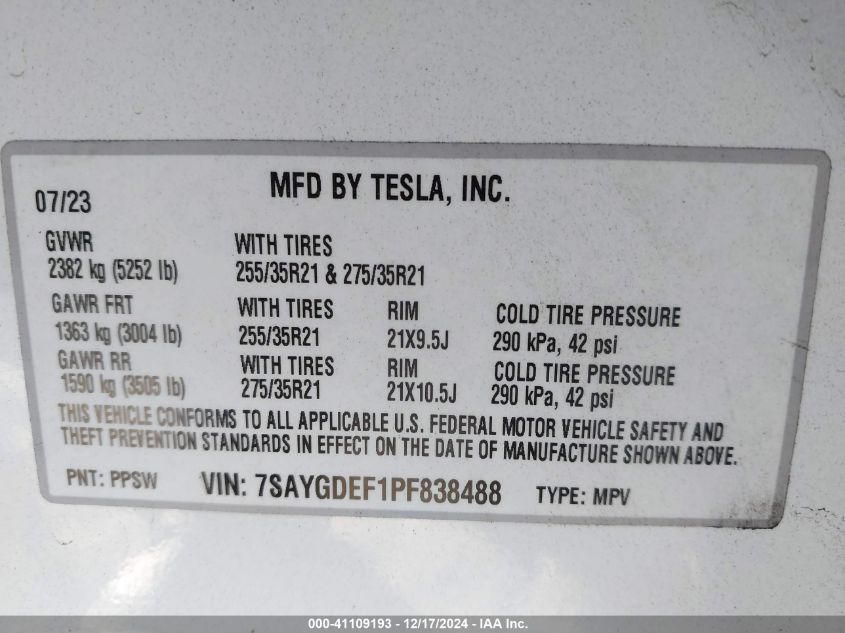 MFD BY TESLA, INC.
07/23
GVWR WITH TIRES
2382 kg (5252 lb) 255/35R21 & 275/35R21
GAWR FRT WITH TIRES RIM COLD TIRE PRESSURE
1363 kg (3004 lb) 255/35R21 21X9.5J 290 kPa, 42 psi
GAWR RR WITH TIRES RIM COLD TIRE PRESSURE
1590 kg (3505 lb) 275/35R21 21X10.5J 290 kPa, 42 psi
THIS VEHICLE CONFORMS TO ALL APPLICABLE U.S. FEDERAL MOTOR VEHICLE SAFETY AND
THEFT PREVENTION STANDARDS IN EFFECT ON THE DATE OF MANUFACTURE SHOWN ABOVE.
PNT: PPSW VIN: 7SAYGDEF1PF838488 TYPE: MPV
000-41109193 - 12/17/2024 - IAA Inc.